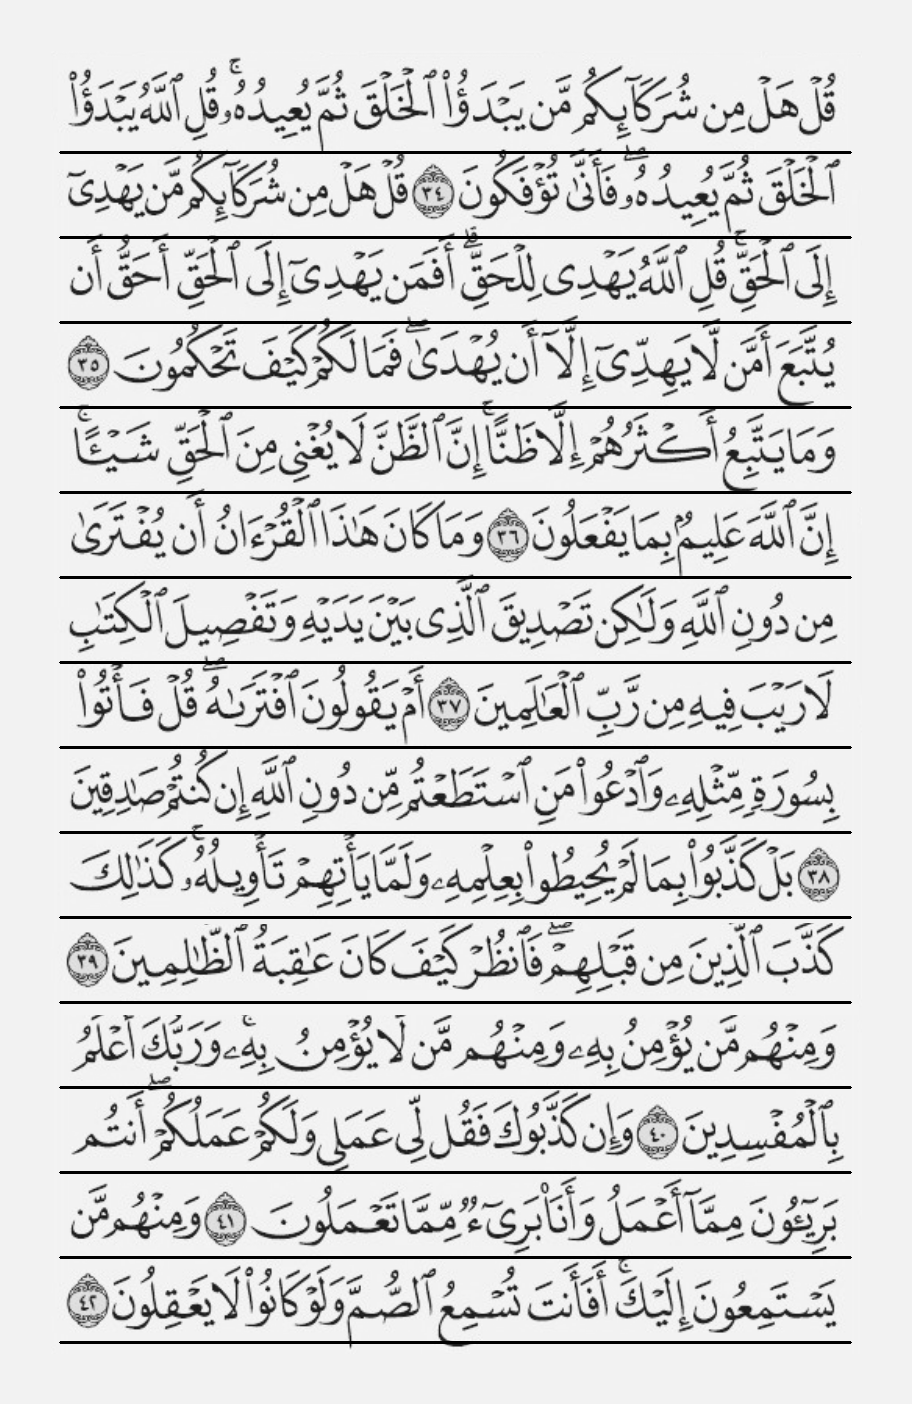 قُلْ هَلْ مِن شُرَكَآئِكُم مَّن يَبْدَؤُاْ ٱلْخَلْقَ ثُمَّ يُعِيدُهُۥۚ قُلِ ٱللَّهُ يَبْدَؤُاْ
ٱلْخَلْقَ ثُمَّ يُعِيدُهُۥۖ فَأَنَّىٰ تُؤْفَكُونَ ٣٤ قُلْ هَلْ مِن شُرَكَآئِكُم مَّن يَهْدِىٓ
إِلَى ٱلْحَقِّۚ قُلِ ٱللَّهُ يَهْدِى لِلْحَقِّۗ أَفَمَن يَهْدِىٓ إِلَى ٱلْحَقِّ أَحَقُّ أَن
يُتَّبَعَ أَمَّن لَّا يَهِدِّىٓ إِلَّآ أَن يُهْدَىٰۖ فَمَا لَكُمْ كَيْفَ تَحْكُمُونَ ٣٥
وَمَا يَتَّبِعُ أَكْثَرُهُمْ إِلَّا ظَنًّاۚ إِنَّ ٱلظَّنَّ لَا يُغْنِى مِنَ ٱلْحَقِّ شَيْـًٔاۚ
إِنَّ ٱللَّهَ عَلِيمٌۢ بِمَا يَفْعَلُونَ ٣٦ وَمَا كَانَ هَٰذَا ٱلْقُرْءَانُ أَن يُفْتَرَىٰ
مِن دُونِ ٱللَّهِ وَلَٰكِن تَصْدِيقَ ٱلَّذِى بَيْنَ يَدَيْهِ وَتَفْصِيلَ ٱلْكِتَٰبِ
لَا رَيْبَ فِيهِ مِن رَّبِّ ٱلْعَٰلَمِينَ ٣٧ أَمْ يَقُولُونَ ٱفْتَرَىٰهُۖ قُلْ فَأْتُواْ
بِسُورَةٍ مِّثْلِهِۦ وَٱدْعُواْ مَنِ ٱسْتَطَعْتُم مِّن دُونِ ٱللَّهِ إِن كُنتُمْ صَٰدِقِينَ
٣٨ بَلْ كَذَّبُواْ بِمَا لَمْ يُحِيطُواْ بِعِلْمِهِۦ وَلَمَّا يَأْتِهِمْ تَأْوِيلُهُۥۚ كَذَٰلِكَ
كَذَّبَ ٱلَّذِينَ مِن قَبْلِهِمْۖ فَٱنظُرْ كَيْفَ كَانَ عَٰقِبَةُ ٱلظَّٰلِمِينَ ٣٩
وَمِنْهُم مَّن يُؤْمِنُ بِهِۦ وَمِنْهُم مَّن لَّا يُؤْمِنُ بِهِۦۚ وَرَبُّكَ أَعْلَمُ
بِٱلْمُفْسِدِينَ ٤٠ وَإِن كَذَّبُوكَ فَقُل لِّى عَمَلِى وَلَكُمْ عَمَلُكُمْۖ أَنتُم
بَرِيٓـُٔونَ مِمَّآ أَعْمَلُ وَأَنَا۠ بَرِىٓءٌ مِّمَّا تَعْمَلُونَ ٤١ وَمِنْهُم مَّن
يَسْتَمِعُونَ إِلَيْكَۚ أَفَأَنتَ تُسْمِعُ ٱلصُّمَّ وَلَوْ كَانُواْ لَا يَعْقِلُونَ ٤٢